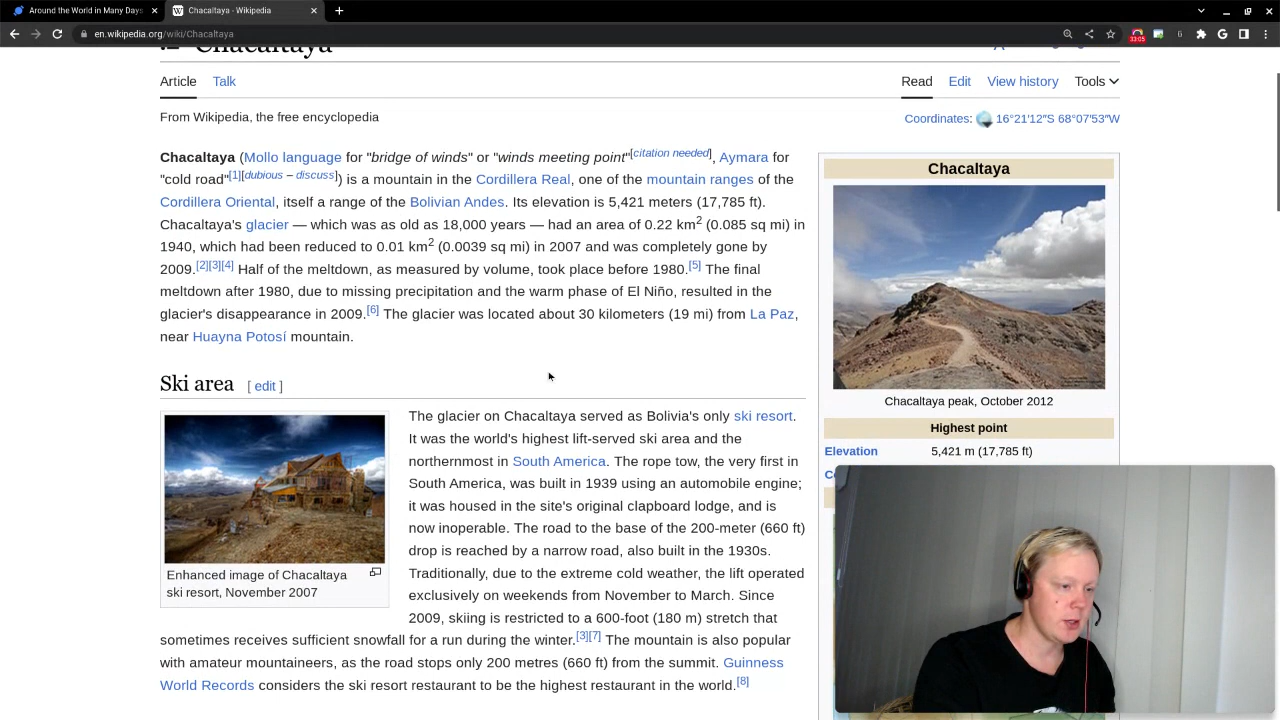 Around the World in Many Days
Chacaltaya - Wikipedia
en.wikipedia.org/wiki/Chacaltaya
33:05
Chacaltaya
Article Talk
Read Edit View history Tools
From Wikipedia, the free encyclopedia
Coordinates: 16°21′12″S 68°07′53″W
Chacaltaya (Mollo language for "bridge of winds" or "winds meeting point"[citation needed], Aymara for
"cold road"[1][dubious – discuss]) is a mountain in the Cordillera Real, one of the mountain ranges of the
Cordillera Oriental, itself a range of the Bolivian Andes. Its elevation is 5,421 meters (17,785 ft).
Chacaltaya's glacier — which was as old as 18,000 years — had an area of 0.22 km2 (0.085 sq mi) in
1940, which had been reduced to 0.01 km2 (0.0039 sq mi) in 2007 and was completely gone by
2009.[2][3][4] Half of the meltdown, as measured by volume, took place before 1980.[5] The final
meltdown after 1980, due to missing precipitation and the warm phase of El Niño, resulted in the
glacier's disappearance in 2009.[6] The glacier was located about 30 kilometers (19 mi) from La Paz,
near Huayna Potosí mountain.
Ski area [ edit ]
The glacier on Chacaltaya served as Bolivia's only ski resort.
It was the world's highest lift-served ski area and the
northernmost in South America. The rope tow, the very first in
South America, was built in 1939 using an automobile engine;
it was housed in the site's original clapboard lodge, and is
now inoperable. The road to the base of the 200-meter (660 ft)
drop is reached by a narrow road, also built in the 1930s.
Traditionally, due to the extreme cold weather, the lift operated
exclusively on weekends from November to March. Since
2009, skiing is restricted to a 600-foot (180 m) stretch that
sometimes receives sufficient snowfall for a run during the winter.[3][7] The mountain is also popular
with amateur mountaineers, as the road stops only 200 metres (660 ft) from the summit. Guinness
World Records considers the ski resort restaurant to be the highest restaurant in the world.[8]
Enhanced image of Chacaltaya
ski resort, November 2007
Chacaltaya
Chacaltaya peak, October 2012
Highest point
Elevation 5,421 m (17,785 ft)